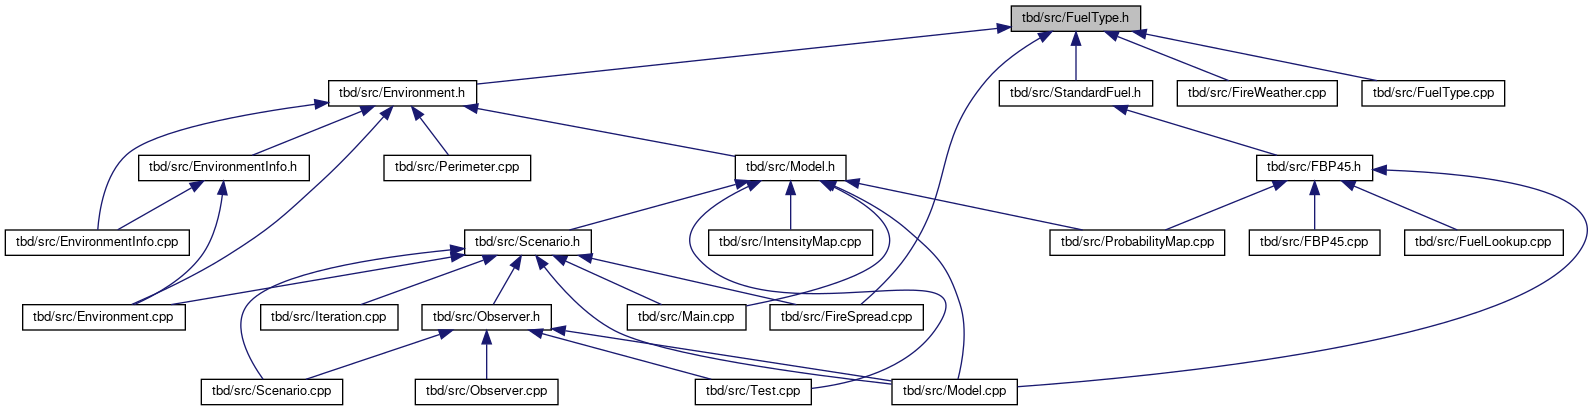 tbd/src/FuelType.h
tbd/src/Environment.h
tbd/src/StandardFuel.h
tbd/src/FireWeather.cpp
tbd/src/FuelType.cpp
tbd/src/EnvironmentInfo.h
tbd/src/Perimeter.cpp
tbd/src/Model.h
tbd/src/FBP45.h
tbd/src/EnvironmentInfo.cpp
tbd/src/Scenario.h
tbd/src/IntensityMap.cpp
tbd/src/ProbabilityMap.cpp
tbd/src/FBP45.cpp
tbd/src/FuelLookup.cpp
tbd/src/Environment.cpp
tbd/src/Iteration.cpp
tbd/src/Observer.h
tbd/src/Main.cpp
tbd/src/FireSpread.cpp
tbd/src/Scenario.cpp
tbd/src/Observer.cpp
tbd/src/Test.cpp
tbd/src/Model.cpp